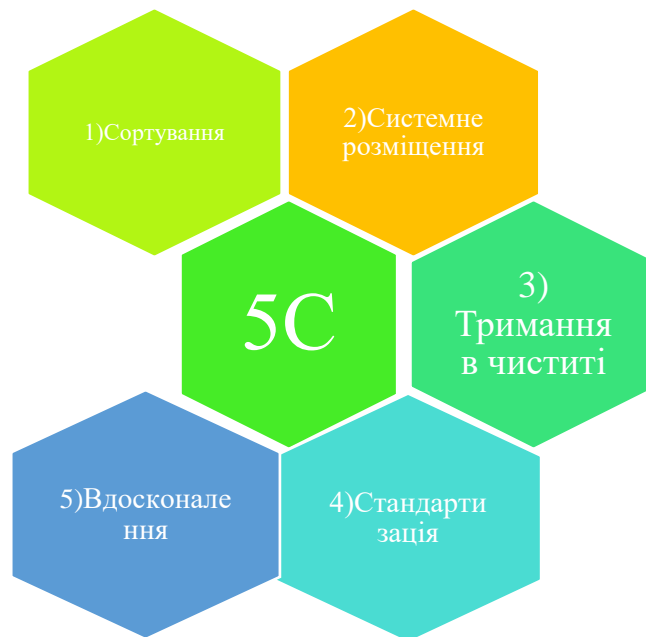 1)Сортування
2)Системне
розміщення
5С
3)
Тримання
в чиститі
5)Вдосконале
ння
4)Стандарти
зація